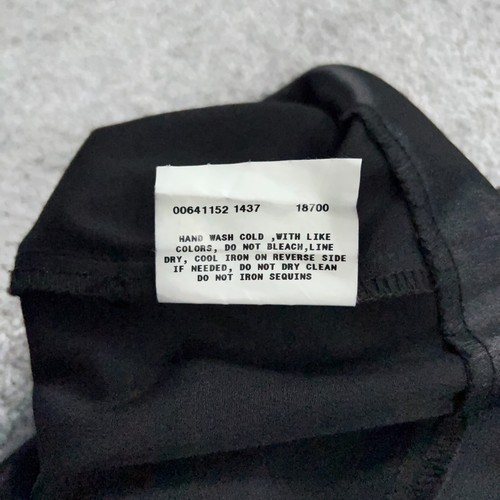 00641152 1437 18700
HAND WASH COLD ,WITH LIKE
COLORS, DO NOT BLEACH,LINE
DRY, COOL IRON ON REVERSE SIDE
IF NEEDED, DO NOT DRY CLEAN
DO NOT IRON SEQUINS